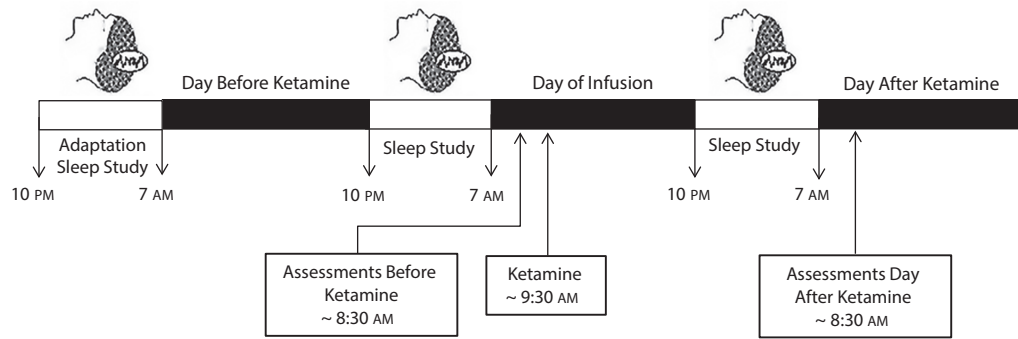 Day Before Ketamine
Day of Infusion
Day After Ketamine
Adaptation
Sleep Study
Sleep Study
Sleep Study
10 PM
7 AM
10 PM
7 AM
10 PM
7 AM
Assessments Before
Ketamine
~ 8:30 AM
Ketamine
~ 9:30 AM
Assessments Day
After Ketamine
~ 8:30 AM